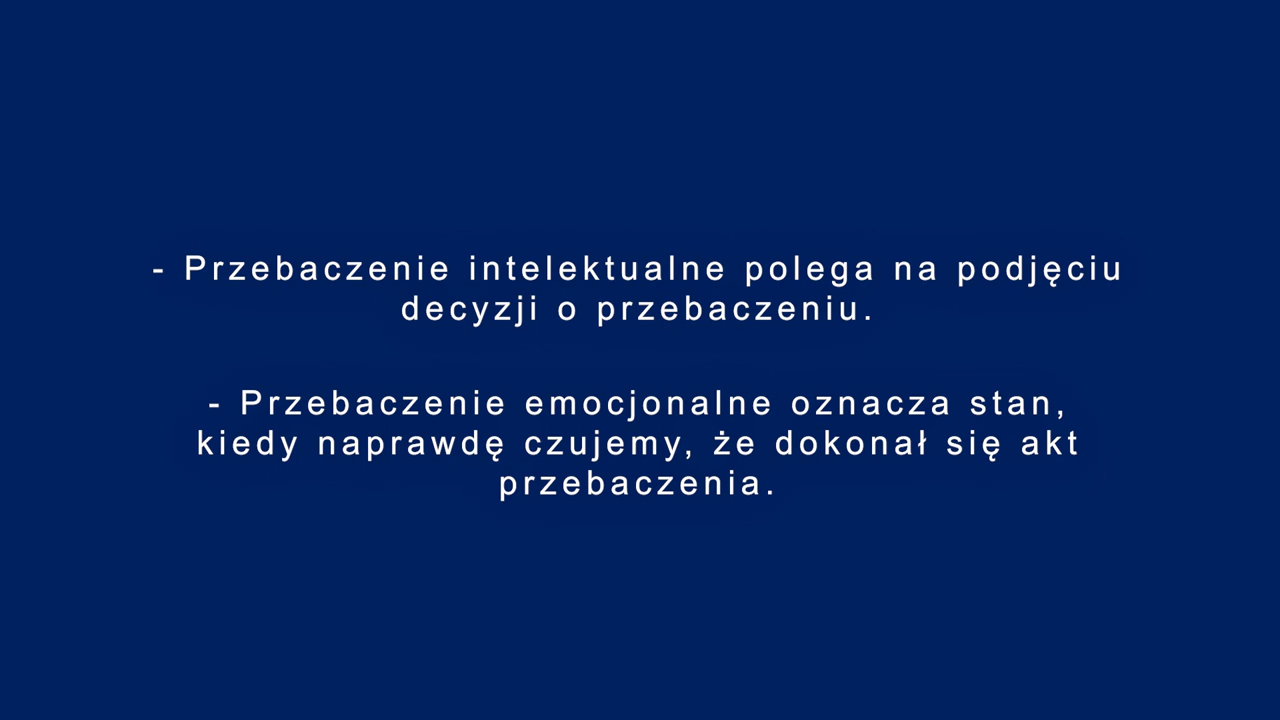 - Przebaczenie intelektualne polega na podjęciu
decyzji o przebaczeniu.
- Przebaczenie emocjonalne oznacza stan,
kiedy naprawdę czujemy, że dokonał się akt
przebaczenia.